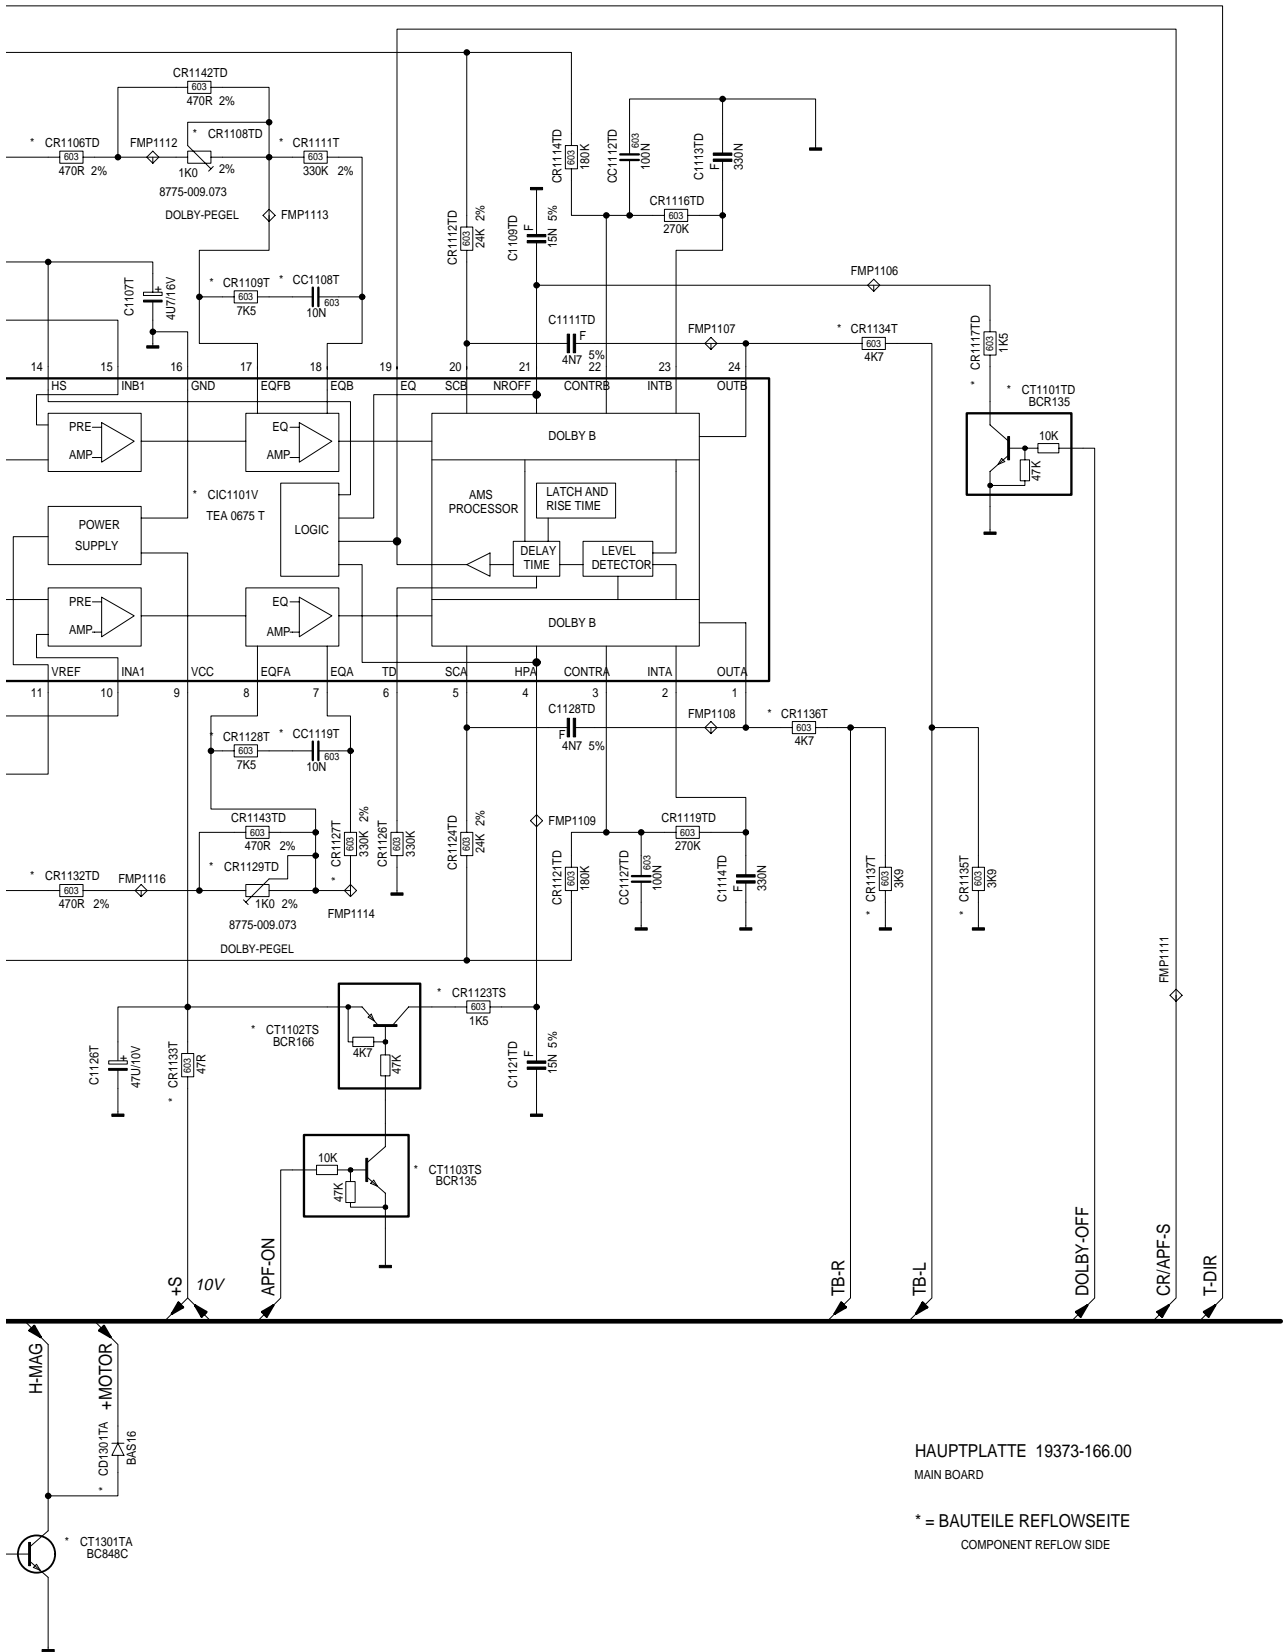 CR1142TD
603
470R 2%
* CR1106TD
603
470R 2%
FMP1112
* CR1108TD
1K0 2%
8775-009.073
DOLBY-PEGEL
* CR1111T
603
330K 2%
FMP1113
* CR1109T
603
7K5
* CC1108T
603
10N
C1107T
+
4U7/16V
CR1112TD
603
24K 2%
C1109TD
F
15N 5%
CR1114TD
603
180K
CC1112TD
603
100N
C1113TD
F
330N
CR1116TD
603
270K
FMP1106
C1111TD
F
4N7 5%
FMP1107
* CR1134T
603
4K7
* CR1117TD
603
1K5
* CT1101TD
BCR135
10K
47K
14 15 16 17 18 19 20 21 22 23 24
HS INB1 GND EQFB EQB EQ SCB NROFF CONTRB INTB OUTB
PRE
AMP
EQ
AMP
DOLBY B
* CIC1101V
TEA 0675 T
POWER
SUPPLY
LOGIC
AMS
PROCESSOR
LATCH AND
RISE TIME
DELAY
TIME
LEVEL
DETECTOR
PRE
AMP
EQ
AMP
DOLBY B
VREF INA1 VCC EQFA EQA TD SCA HPA CONTRA INTA OUTA
11 10 9 8 7 6 5 4 3 2 1
* CR1128T
603
7K5
* CC1119T
603
10N
C1128TD
F
4N7 5%
FMP1108
* CR1136T
603
4K7
CR1143TD
603
470R 2%
* CR1129TD
1K0 2%
8775-009.073
DOLBY-PEGEL
* CR1132TD
603
470R 2%
FMP1116
* CR1127T
603
330K 2%
FMP1114
CR1126T
603
330K
CR1124TD
603
24K 2%
FMP1109
CR1121TD
603
180K
CC1127TD
603
100N
CR1119TD
603
270K
C1114TD
F
330N
* CR1137T
603
3K9
* CR1135T
603
3K9
FMP1111
C1126T
+
47U/10V
* CR1133T
603
47R
* CT1102TS
BCR166
4K7
47K
* CR1123TS
603
1K5
C1121TD
F
15N 5%
10K
47K
* CT1103TS
BCR135
+S
10V
APF-ON
TB-R
TB-L
DOLBY-OFF
CR/APF-S
T-DIR
H-MAG
+MOTOR
* CD1301TA
BAS16
* CT1301TA
BC848C
HAUPTPLATTE 19373-166.00
MAIN BOARD
* = BAUTEILE REFLOWSEITE
COMPONENT REFLOW SIDE